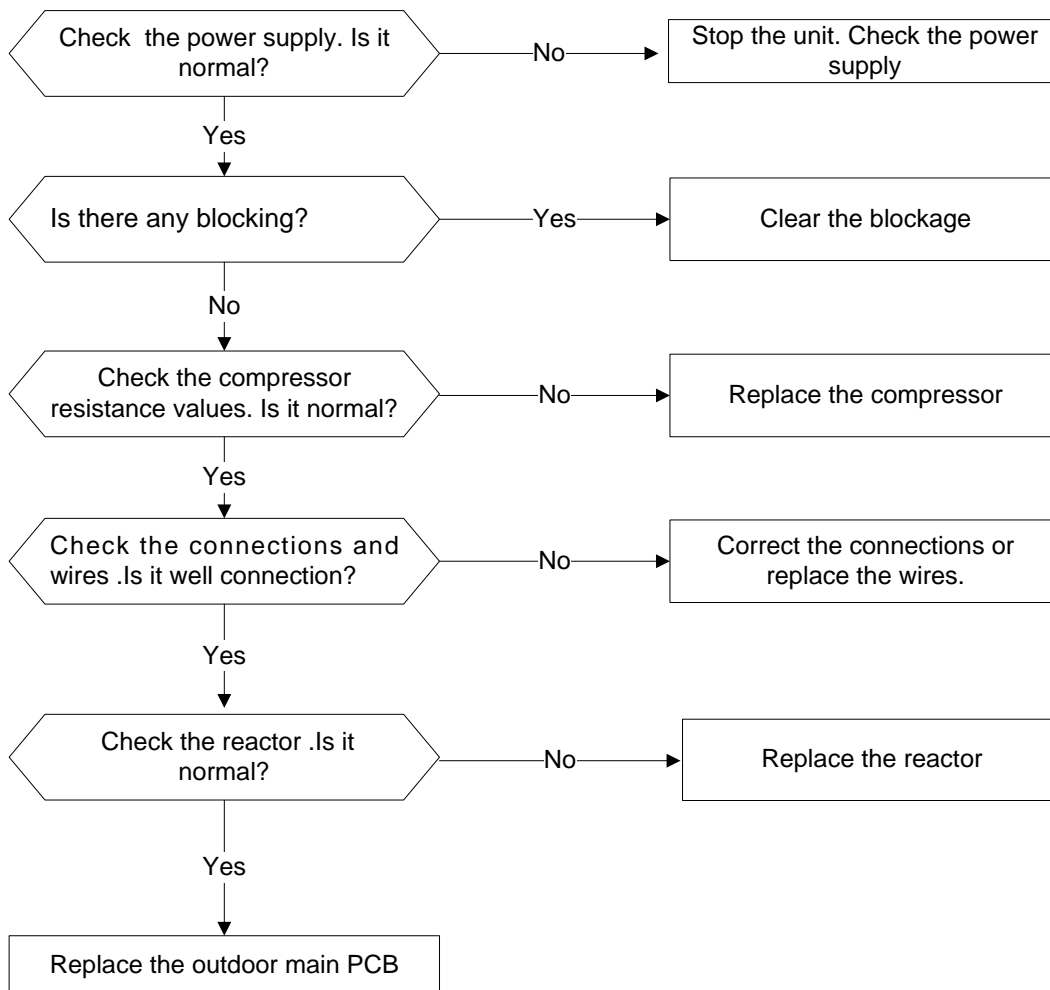 Check the power supply. Is it
normal?
No
Stop the unit. Check the power
supply
Yes
Is there any blocking?
Yes
Clear the blockage
No
Check the compressor
resistance values. Is it normal?
No
Replace the compressor
Yes
Check the connections and
wires .Is it well connection?
No
Correct the connections or
replace the wires.
Yes
Check the reactor .Is it
normal?
No
Replace the reactor
Yes
Replace the outdoor main PCB